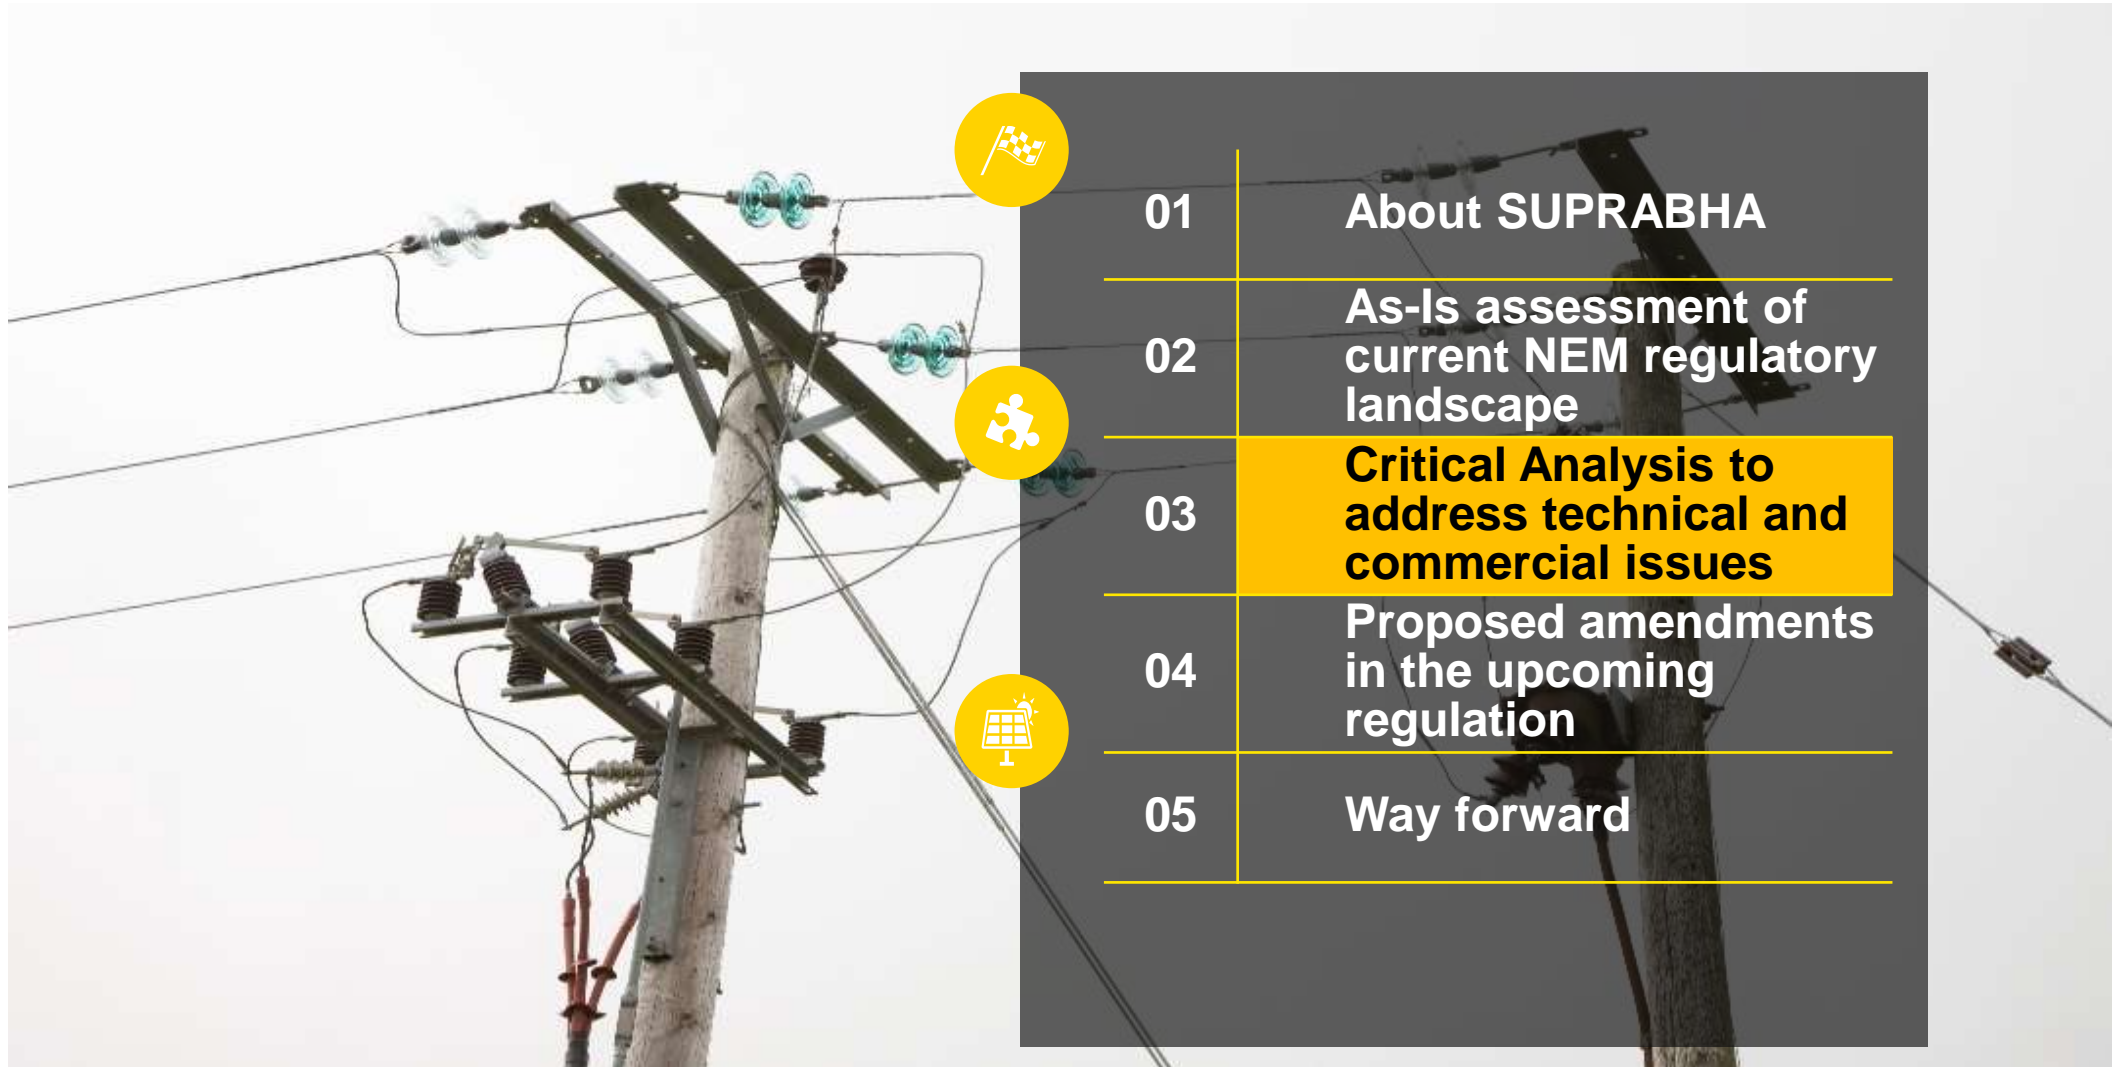 01
About SUPRABHA
02
As-Is assessment of
current NEM regulatory
landscape
03
Critical Analysis to
address technical and
commercial issues
04
Proposed amendments
in the upcoming
regulation
05
Way forward